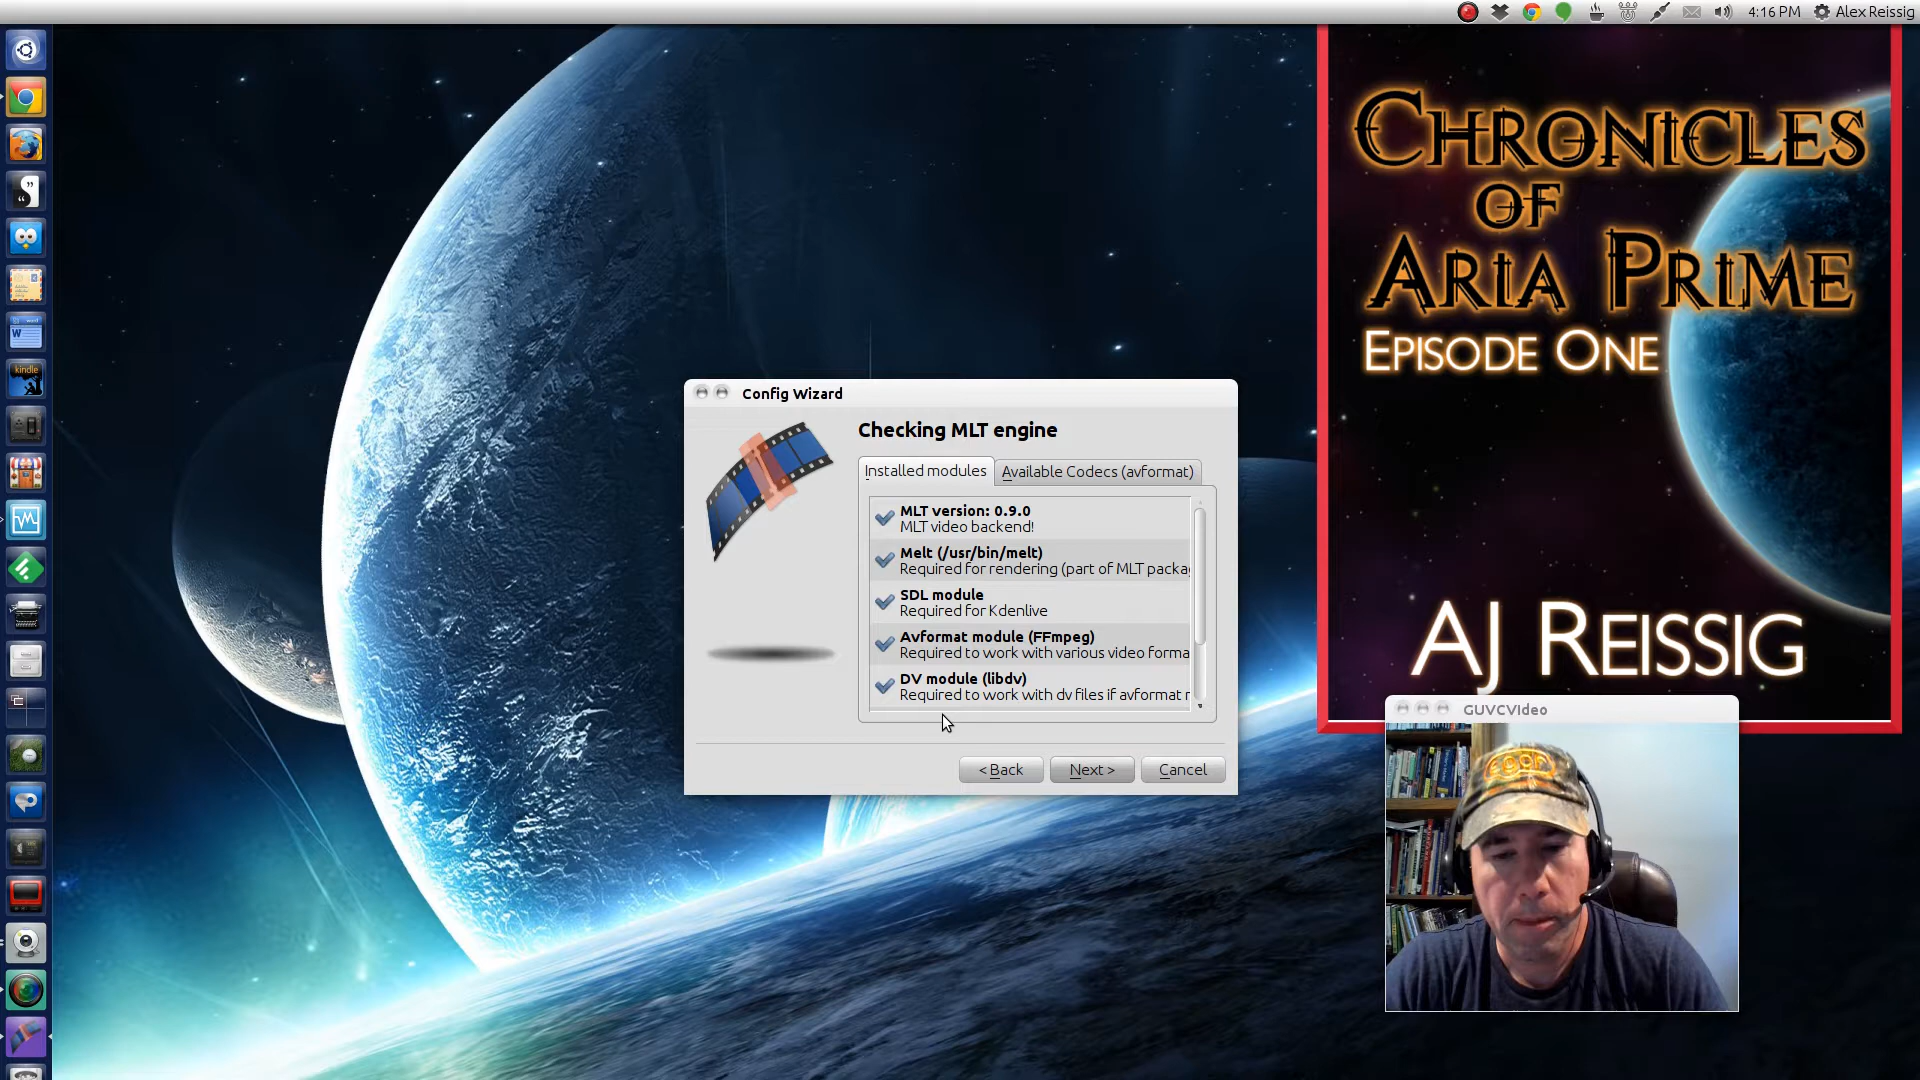 4:16 PM Alex Reissig
W
kindle
CHRONICLES
OF
ARIA PRIME
EPISODE ONE
AJ REISSIG
Config Wizard
Checking MLT engine
Installed modules Available Codecs (avformat)
MLT version: 0.9.0
MLT video backend!
Melt (/usr/bin/melt)
Required for rendering (part of MLT packa
SDL module
Required for Kdenlive
Avformat module (FFmpeg)
Required to work with various video forma
DV module (libdv)
Required to work with dv files if avformat r
< Back Next > Cancel
GUVCVIdeo